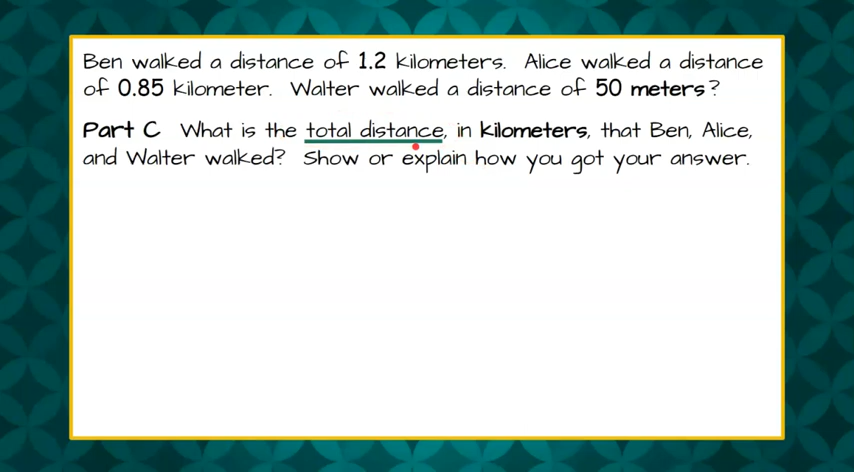 Ben walked a distance of 1.2 kilometers. Alice walked a distance
of 0.85 kilometer. Walter walked a distance of 50 meters?
Part C What is the total distance, in kilometers, that Ben, Alice,
and Walter walked? Show or explain how you got your answer.